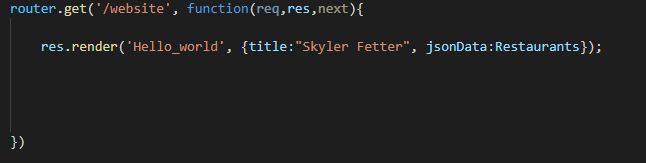 router.get('/website', function(req,res,next){
res.render('Hello_world', {title:"Skyler Fetter", jsonData:Restaurants});
})